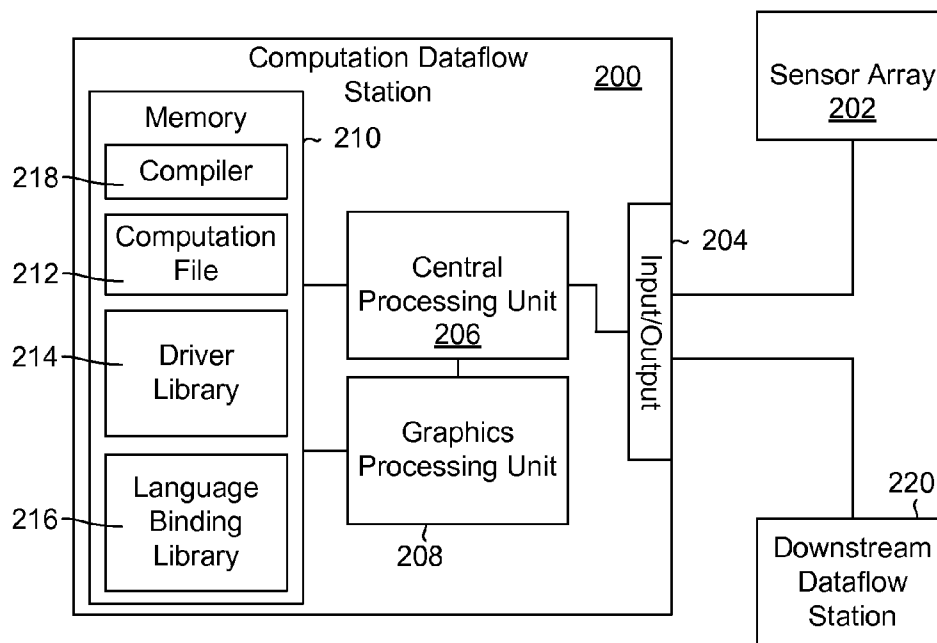 Computation Dataflow
Station
200
Memory
210
Compiler
218
Computation
File
212
Driver
Library
214
Language
Binding
Library
216
Central
Processing Unit
206
Graphics
Processing Unit
208
Input/Output
204
Sensor Array
202
220
Downstream
Dataflow
Station